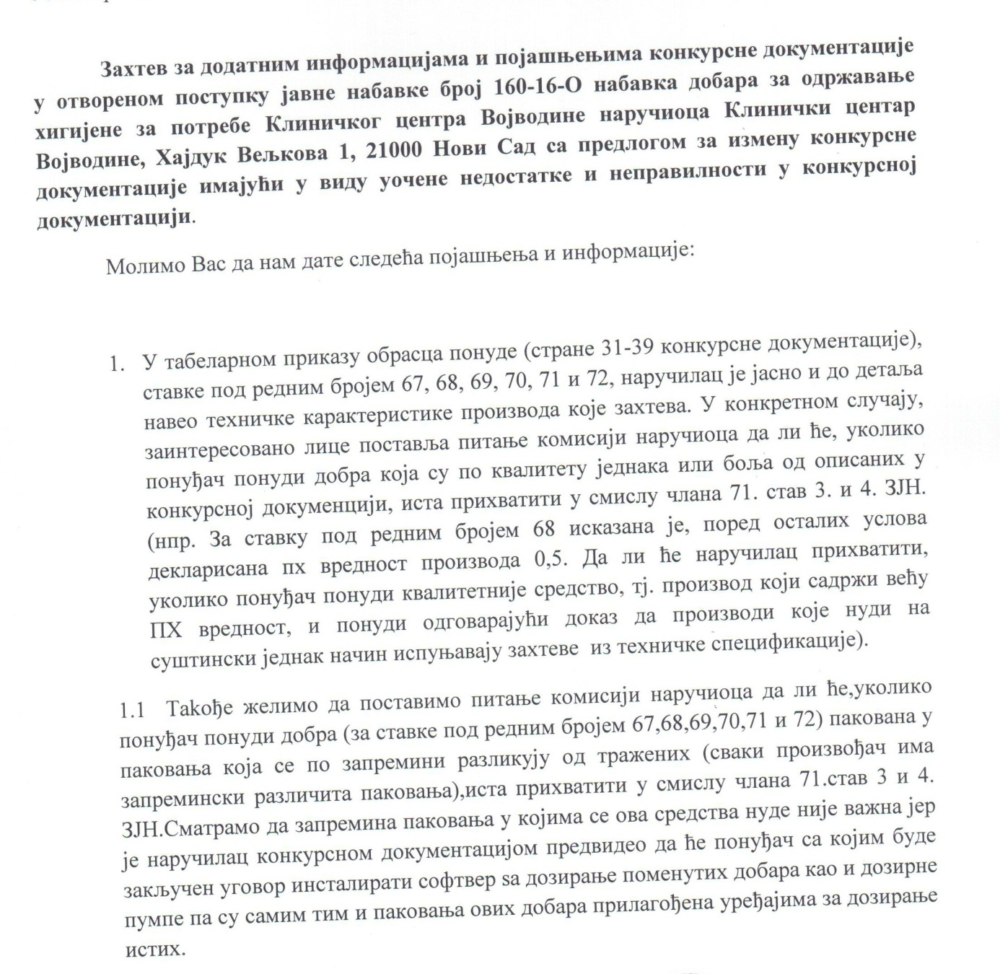 Захтев за додатним информацијама и појашњењима конкурсне документације
у отвореном поступку јавне набавке број 160-16-О набавка добара за одржавање
хигијене за потребе Клиничког центра Војводине наручиоца Клинички центар
Војводине, Хајдук Вељкова 1, 21000 Нови Сад са предлогом за измену конкурсне
документације имајући у виду уочене недостатке и неправилности у конкурсној
документацији.
Молимо Вас да нам дате следећа појашњења и информације:
1. У табеларном приказу обрасца понуде (стране 31-39 конкурсне документације),
ставке под редним бројем 67, 68, 69, 70, 71 и 72, наручилац је јасно и до детаља
навео техничке карактеристике производа које захтева. У конкретном случају,
заинтересовано лице поставља питање комисији наручиоца да ли ће, уколико
понуђач понуди добра која су по квалитету једнака или боља од описаних у
конкурсној докуменцији, иста прихватити у смислу члана 71. став 3. и 4. ЗЈН.
(нпр. За ставку под редним бројем 68 исказана је, поред осталих услова
декларисана пх вредност производа 0,5. Да ли ће наручилац прихватити,
уколико понуђач понуди квалитетније средство, тј. производ који садржи већу
ПХ вредност, и понуди одговарајући доказ да производи које нуди на
суштински једнак начин испуњавају захтеве из техничке спецификације).
1.1 Такође желимо да поставимо питање комисији наручиоца да ли ће,уколико
понуђач понуди добра (за ставке под редним бројем 67,68,69,70,71 и 72) пакована у
паковања која се по запремини разликују од тражених (сваки произвођач има
запремински различита паковања),иста прихватити у смислу члана 71.став 3 и 4.
ЗЈН.Сматрамо да запремина паковања у којима се ова средства нуде није важна јер
је наручилац конкурсном документацијом предвидео да ће понуђач са којим буде
закључен уговор инсталирати софтвер sа дозирање поменутих добара као и дозирне
пумпе па су самим тим и паковања ових добара прилагођена уређајима за дозирање
истих.